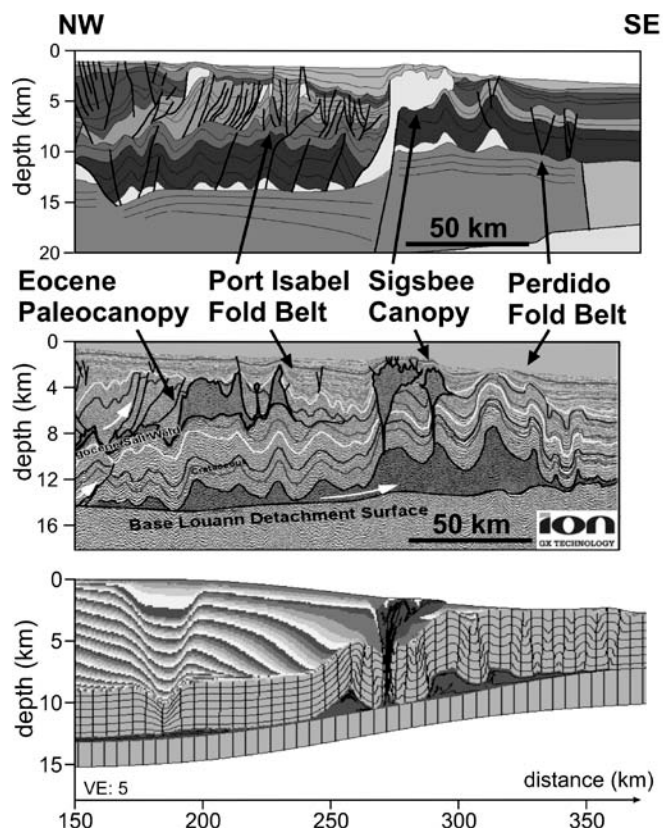 NW
SE
0
5
10
15
20
depth (km)
50 km
Eocene
Paleocanopy
Port Isabel
Fold Belt
Sigsbee
Canopy
Perdido
Fold Belt
0
4
8
12
16
depth (km)
Salt Weld
Cretaceous
Base Louann Detachment Surface
50 km
ion
GX TECHNOLOGY
0
5
10
15
depth (km)
VE: 5
distance (km)
150
200
250
300
350